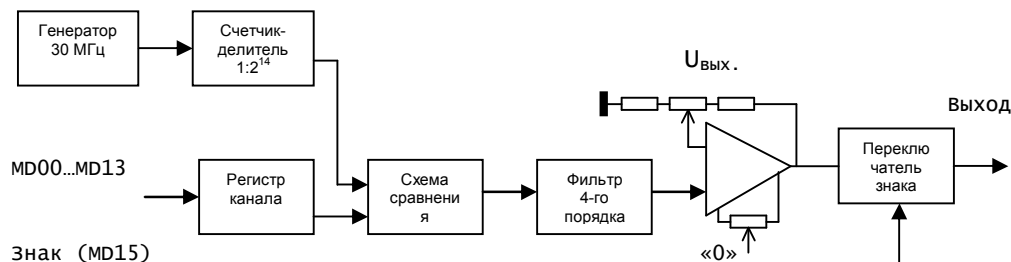 Генератор
30 МГц
Счетчик-
делитель
1:2¹⁴
Uвых.
Выход
MD00…MD13
Регистр
канала
Схема
сравнени
я
Фильтр
4-го
порядка
Переклю
чатель
знака
Знак (MD15)
«0»